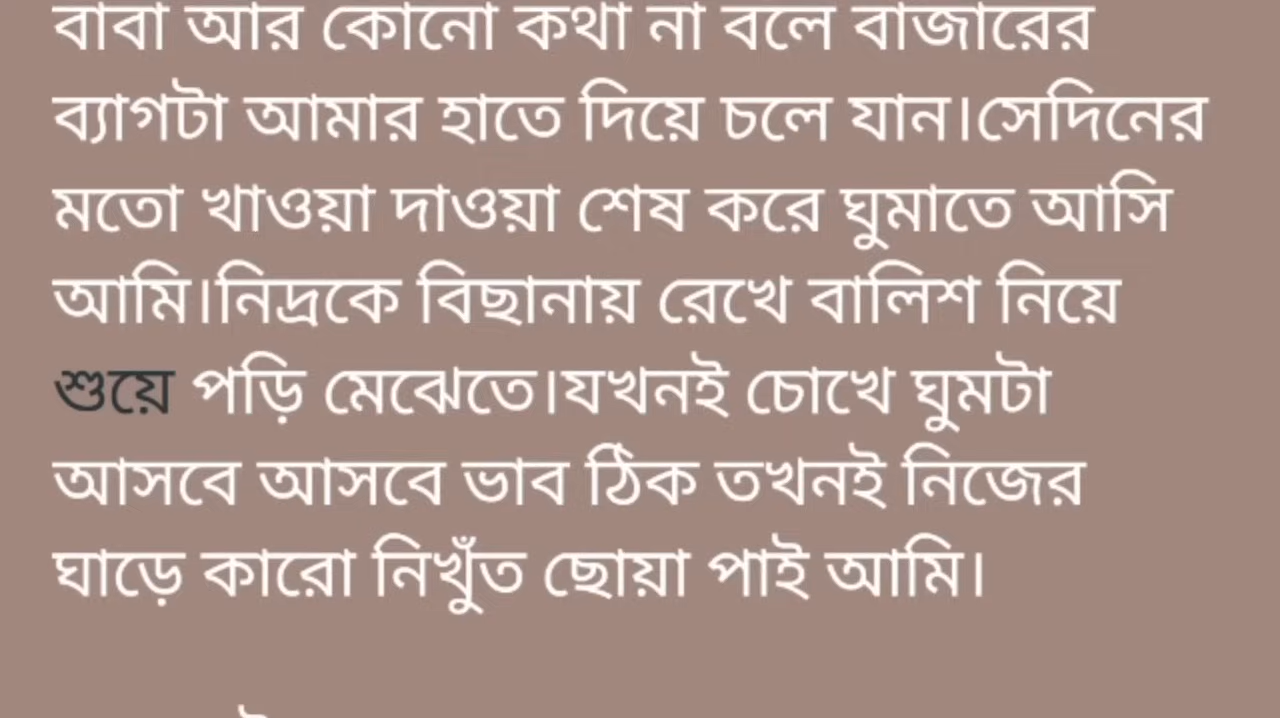 বাবা আর কোনো কথা না বলে বাজারের
ব্যাগটা আমার হাতে দিয়ে চলে যান।সেদিনের
মতো খাওয়া দাওয়া শেষ করে ঘুমাতে আসি
আমি।নিদ্রকে বিছানায় রেখে বালিশ নিয়ে
শুয়ে পড়ি মেঝেতে।যখনই চোখে ঘুমটা
আসবে আসবে ভাব ঠিক তখনই নিজের
ঘাড়ে কারো নিখুঁত ছোয়া পাই আমি।